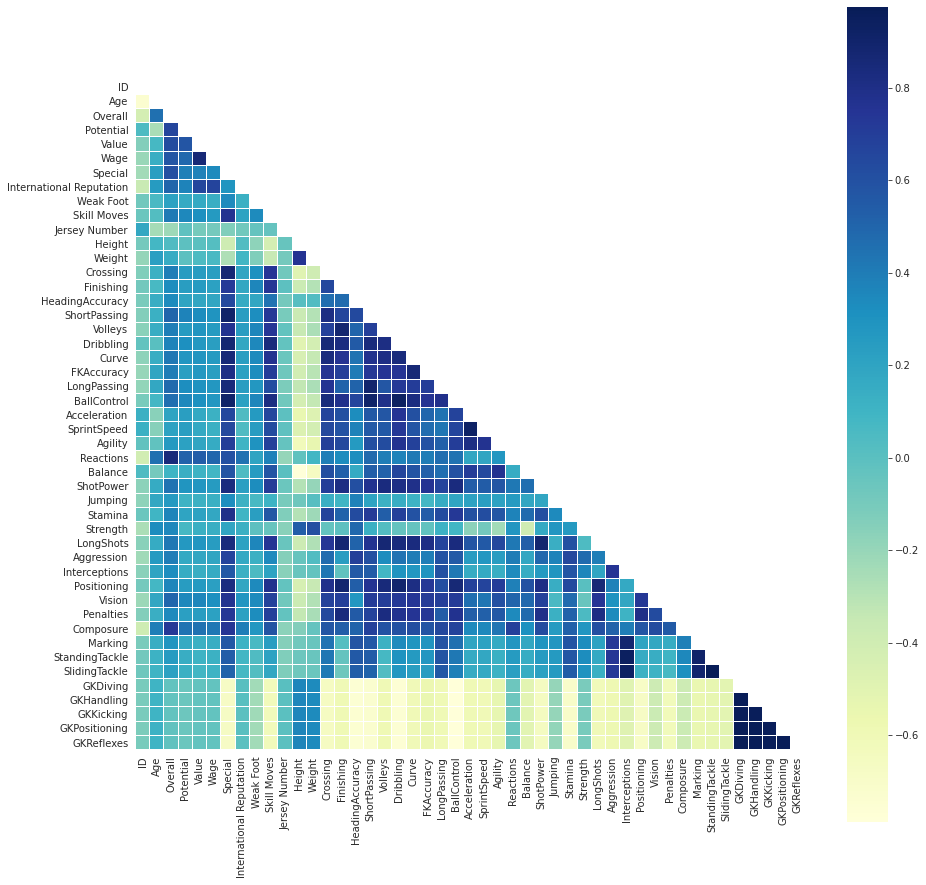 ID
Age
Overall
Potential
Value
Wage
Special
International Reputation
Weak Foot
Skill Moves
Jersey Number
Height
Weight
Crossing
Finishing
HeadingAccuracy
ShortPassing
Volleys
Dribbling
Curve
FKAccuracy
LongPassing
BallControl
Acceleration
SprintSpeed
Agility
Reactions
Balance
ShotPower
Jumping
Stamina
Strength
LongShots
Aggression
Interceptions
Positioning
Vision
Penalties
Composure
Marking
StandingTackle
SlidingTackle
GKDiving
GKHandling
GKKicking
GKPositioning
GKReflexes
ID
Age
Overall
Potential
Value
Wage
Special
International Reputation
Weak Foot
Skill Moves
Jersey Number
Height
Weight
Crossing
Finishing
HeadingAccuracy
ShortPassing
Volleys
Dribbling
Curve
FKAccuracy
LongPassing
BallControl
Acceleration
SprintSpeed
Agility
Reactions
Balance
ShotPower
Jumping
Stamina
Strength
LongShots
Aggression
Interceptions
Positioning
Vision
Penalties
Composure
Marking
StandingTackle
SlidingTackle
GKDiving
GKHandling
GKKicking
GKPositioning
GKReflexes
0.8
0.6
0.4
0.2
0.0
−0.2
−0.4
−0.6